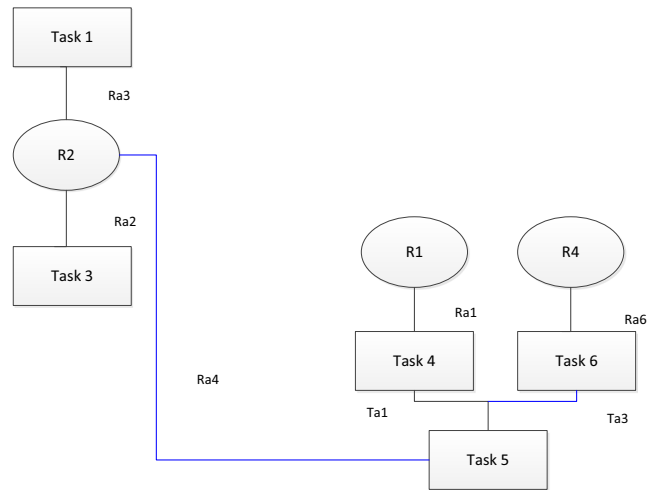 Task 1
Ra3
R2
Ra2
Task 3
R1
R4
Ra1
Ra6
Task 4
Task 6
Ra4
Ta1
Ta3
Task 5